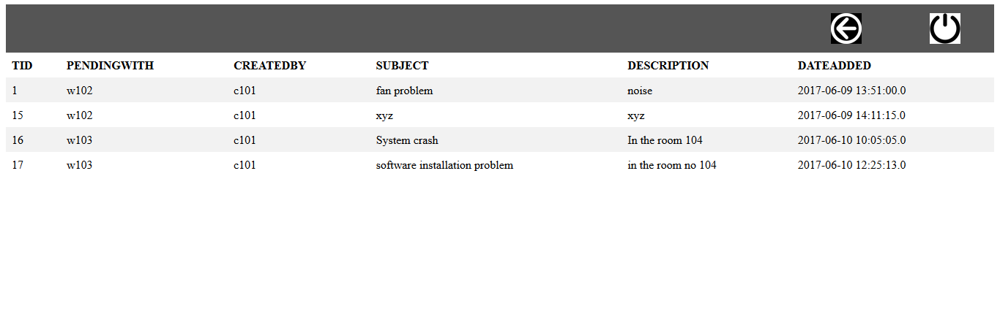 TID PENDINGWITH CREATEDBY SUBJECT DESCRIPTION DATEADDED
1 w102 c101 fan problem noise 2017-06-09 13:51:00.0
15 w102 c101 xyz xyz 2017-06-09 14:11:15.0
16 w103 c101 System crash In the room 104 2017-06-10 10:05:05.0
17 w103 c101 software installation problem in the room no 104 2017-06-10 12:25:13.0